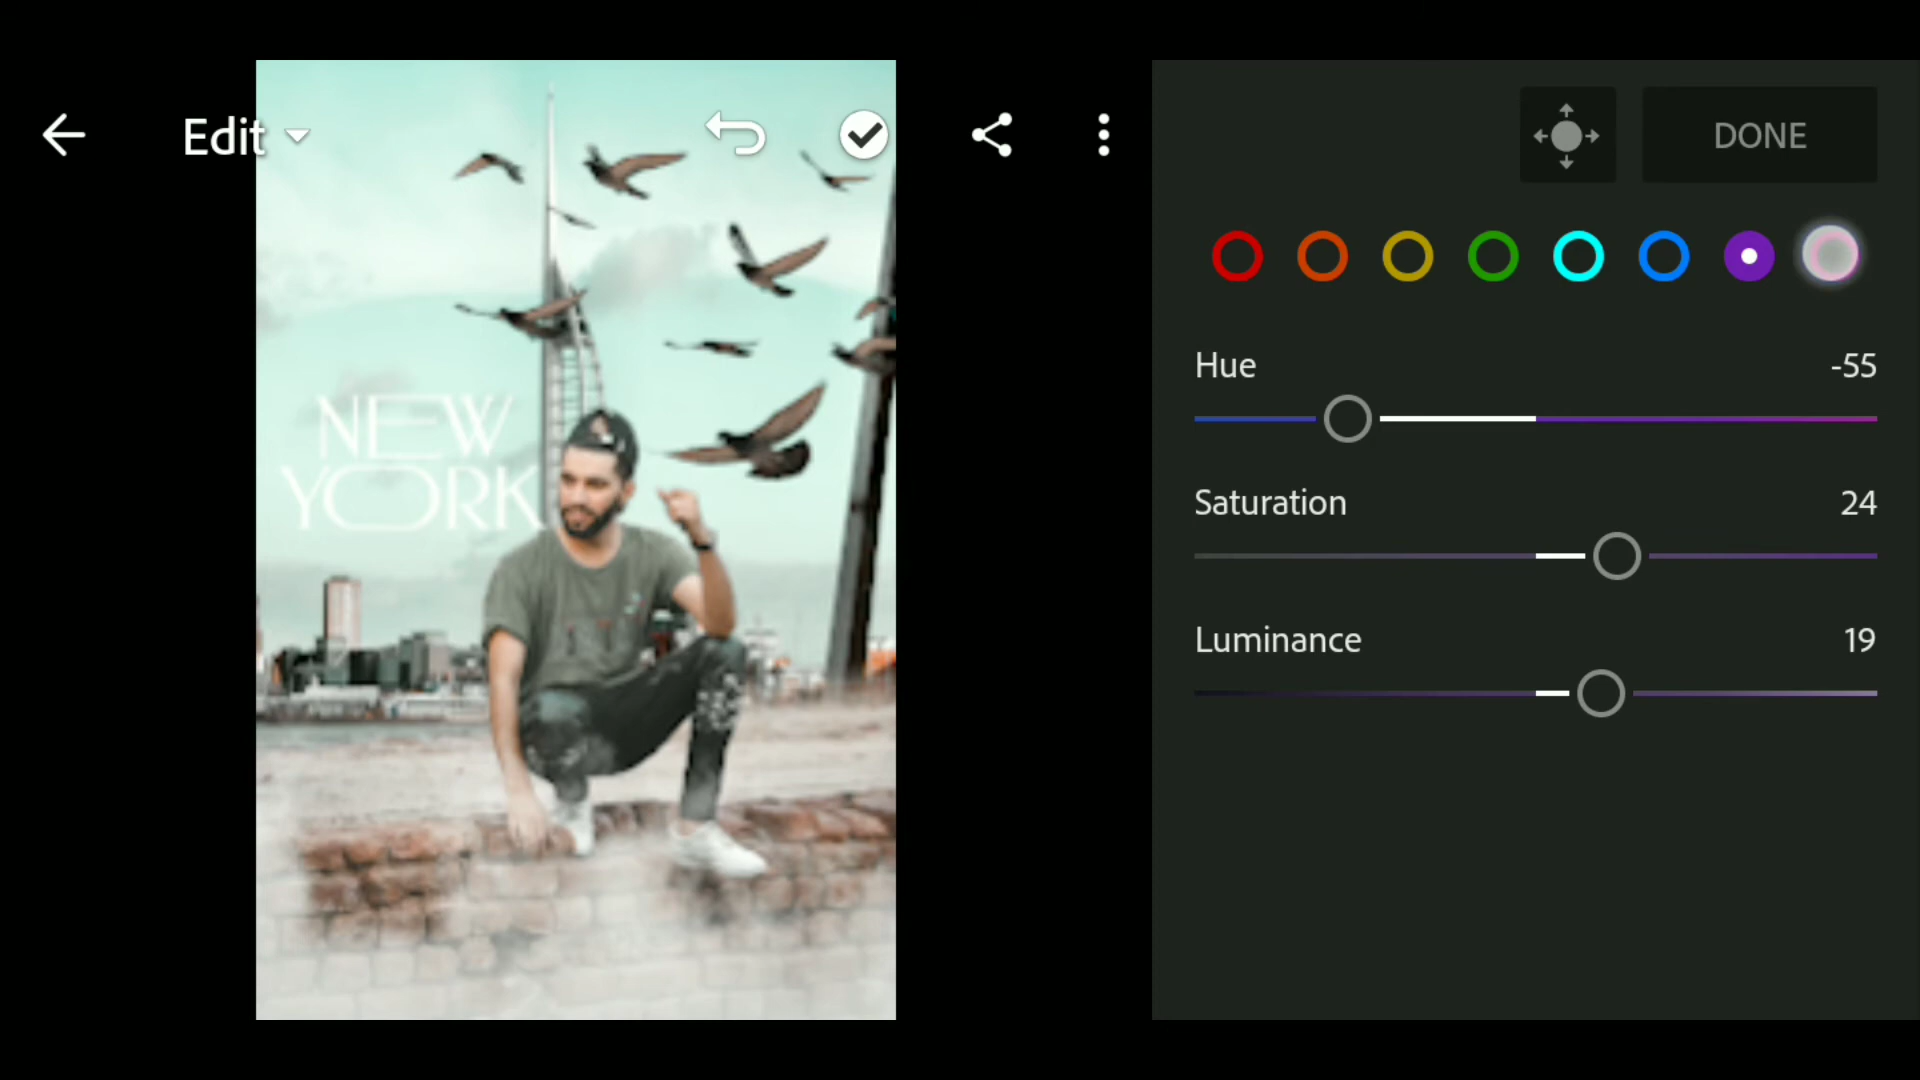 Edit
DONE
NEW
YORK
Hue
-55
Saturation
24
Luminance
19